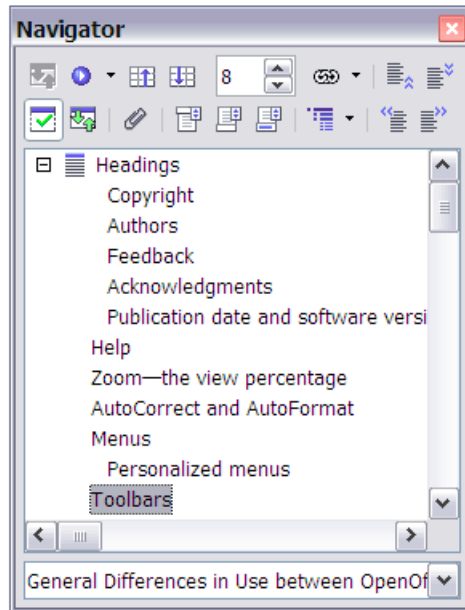 Navigator
8
Headings
Copyright
Authors
Feedback
Acknowledgments
Publication date and software versi
Help
Zoom—the view percentage
AutoCorrect and AutoFormat
Menus
Personalized menus
Toolbars
General Differences in Use between OpenOf